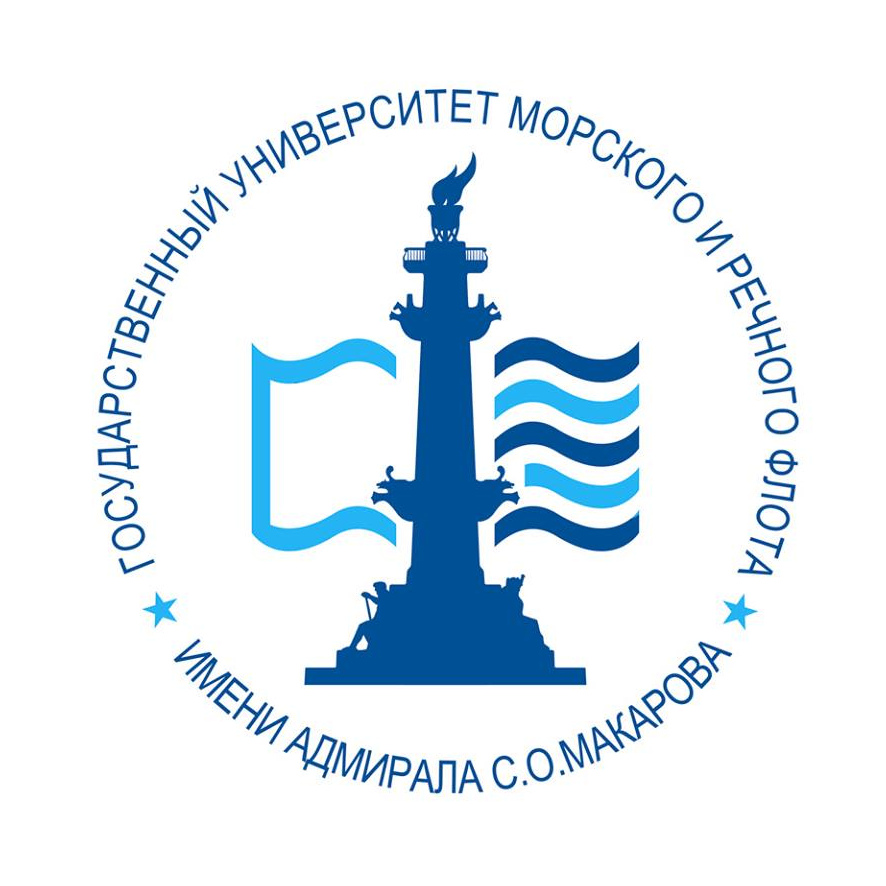 ГОСУДАРСТВЕННЫЙ УНИВЕРСИТЕТ МОРСКОГО И РЕЧНОГО ФЛОТА
ИМЕНИ АДМИРАЛА С.О.МАКАРОВА